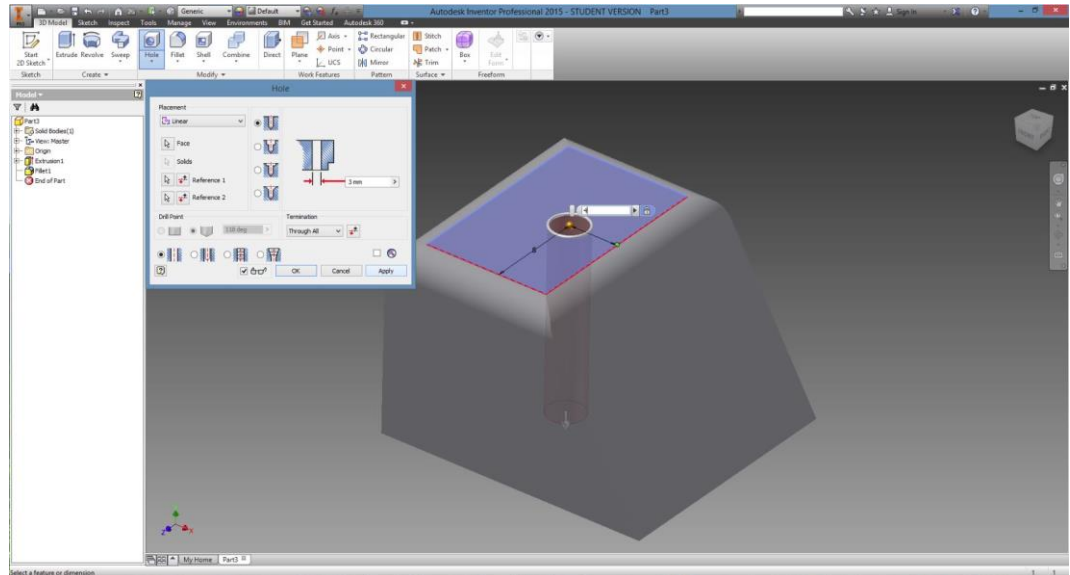 Generic Default Autodesk Inventor Professional 2015 - STUDENT VERSION Part3 Sign In
3D Model Sketch Inspect Tools Manage View Environments BIM Get Started Autodesk 360
Start
2D Sketch
Extrude Revolve Sweep
Hole Fillet Shell Combine Direct
Plane
Axis
Point
UCS
Rectangular
Circular
Mirror
Stitch
Patch
Trim
Box
Edit
Form
Sketch Create Modify Work Features Pattern Surface Freeform
Model
Part3
Solid Bodies(1)
View: Master
Origin
Extrusion1
Fillet1
End of Part
Hole
Placement
Linear
Face
Solids
Reference 1
Reference 2
3 mm
Drill Point
118 deg
Termination
Through All
OK Cancel Apply
z x
My Home Part3
Select a feature or dimension
1 1